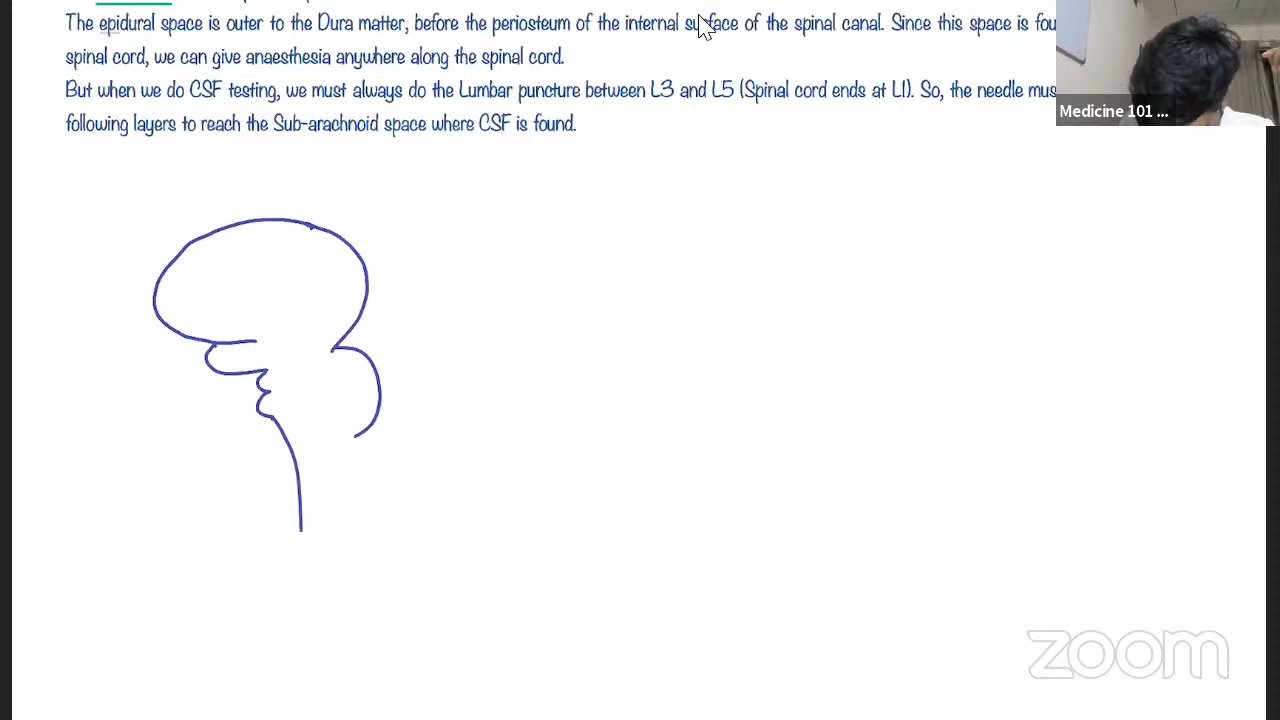 The epidural space is outer to the Dura matter, before the periosteum of the internal surface of the spinal canal. Since this space is fou
spinal cord, we can give anaesthesia anywhere along the spinal cord.
But when we do CSF testing, we must always do the Lumbar puncture between L3 and L5 (Spinal cord ends at L1). So, the needle mus
following layers to reach the Sub-arachnoid space where CSF is found.
Medicine 101 ...
zoom